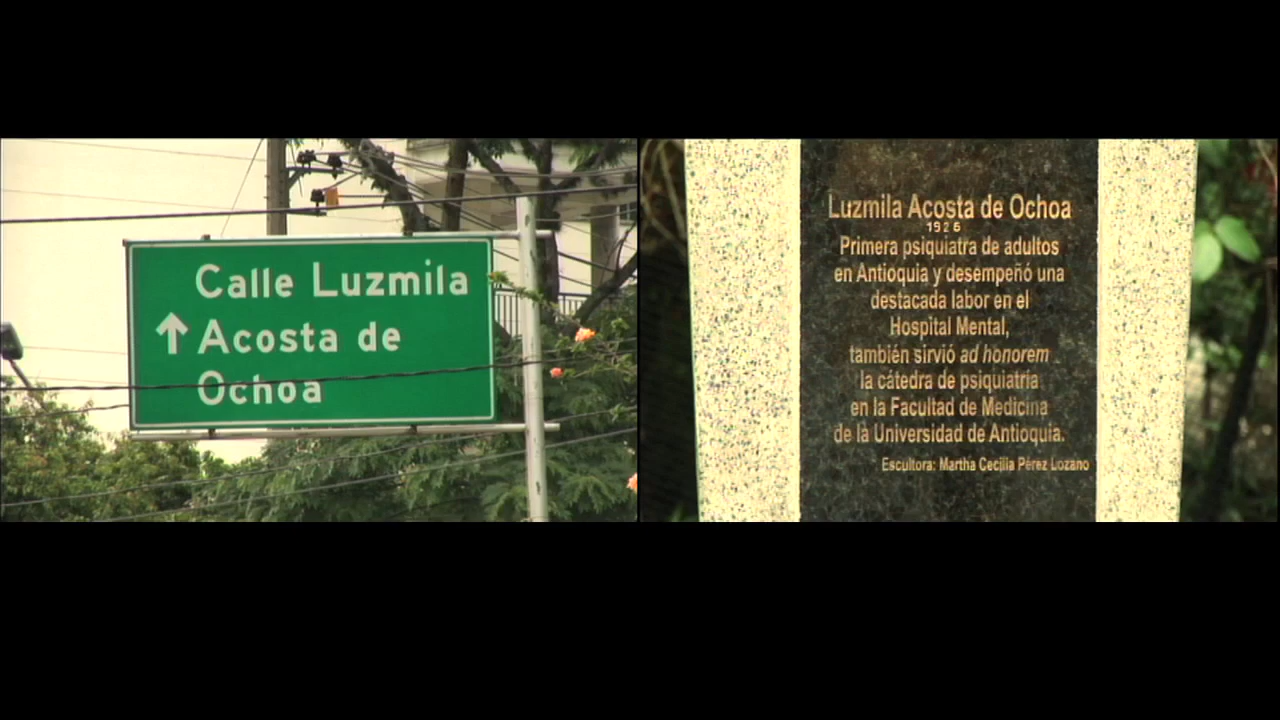 Calle Luzmila
Acosta de
Ochoa
Luzmila Acosta de Ochoa
1926
Primera psiquiatra de adultos
en Antioquia y desempeñó una
destacada labor en el
Hospital Mental,
también sirvió ad honorem
la cátedra de psiquiatria
en la Facultad de Medicina
de la Universidad de Antioquia.
Escultora: Martha Cecilia Pérez Lozano